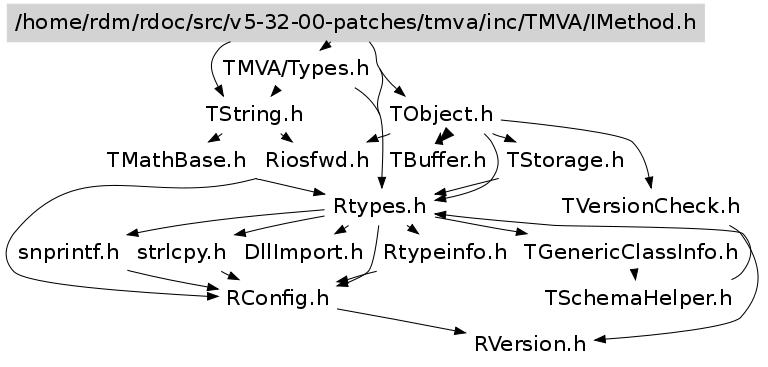 /home/rdm/rdoc/src/v5-32-00-patches/tmva/inc/TMVA/IMethod.h
TMVA/Types.h
TString.h TObject.h
TMathBase.h Riosfwd.h TBuffer.h TStorage.h
Rtypes.h TVersionCheck.h
snprintf.h strlcpy.h DllImport.h Rtypeinfo.h TGenericClassInfo.h
RConfig.h TSchemaHelper.h
RVersion.h